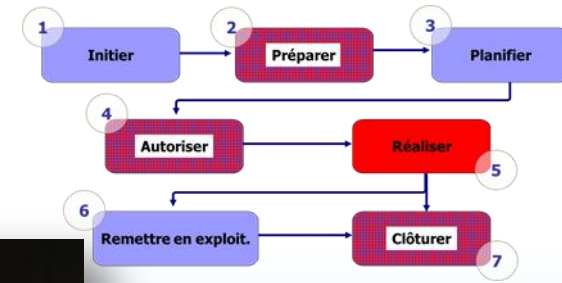 1
Initier
2
Préparer
3
Planifier
4
Autoriser
Réaliser
5
6
Remettre en exploit.
Clôturer
7